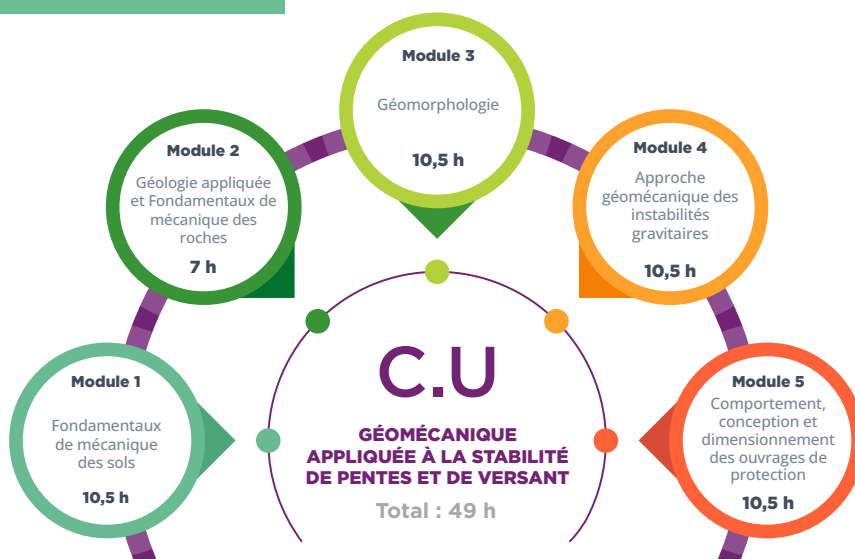 Module 1
Fondamentaux
de mécanique
des sols
10,5 h
Module 2
Géologie appliquée
et Fondamentaux de
mécanique des
roches
7 h
Module 3
Géomorphologie
10,5 h
Module 4
Approche
géomécanique des
instabilités
gravitaires
10,5 h
Module 5
Comportement,
conception et
dimensionnement
des ouvrages de
protection
10,5 h
C.U
GÉOMÉCANIQUE
APPLIQUÉE À LA STABILITÉ
DE PENTES ET DE VERSANT
Total : 49 h